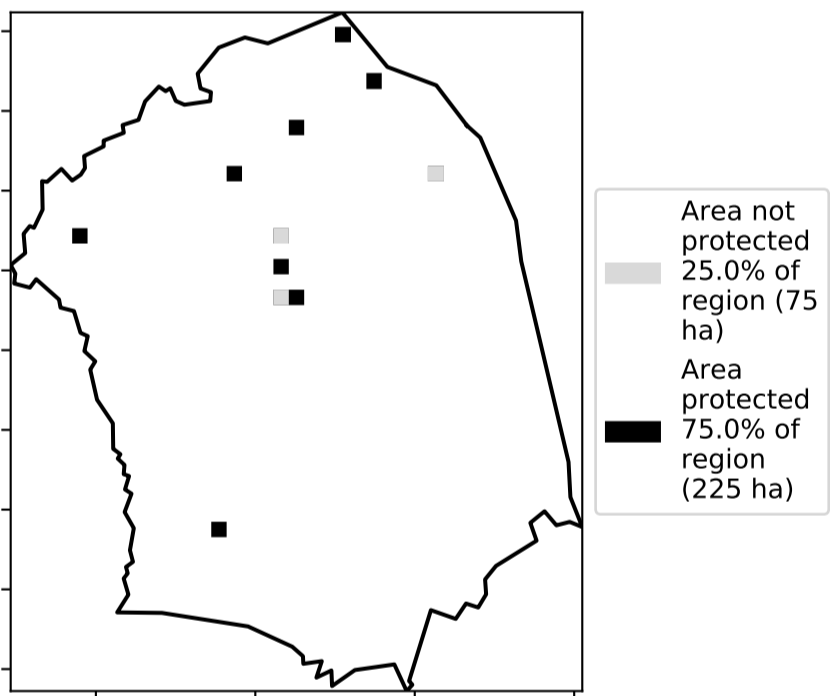 Area not
protected
25.0% of
region (75
ha)
Area
protected
75.0% of
region
(225 ha)